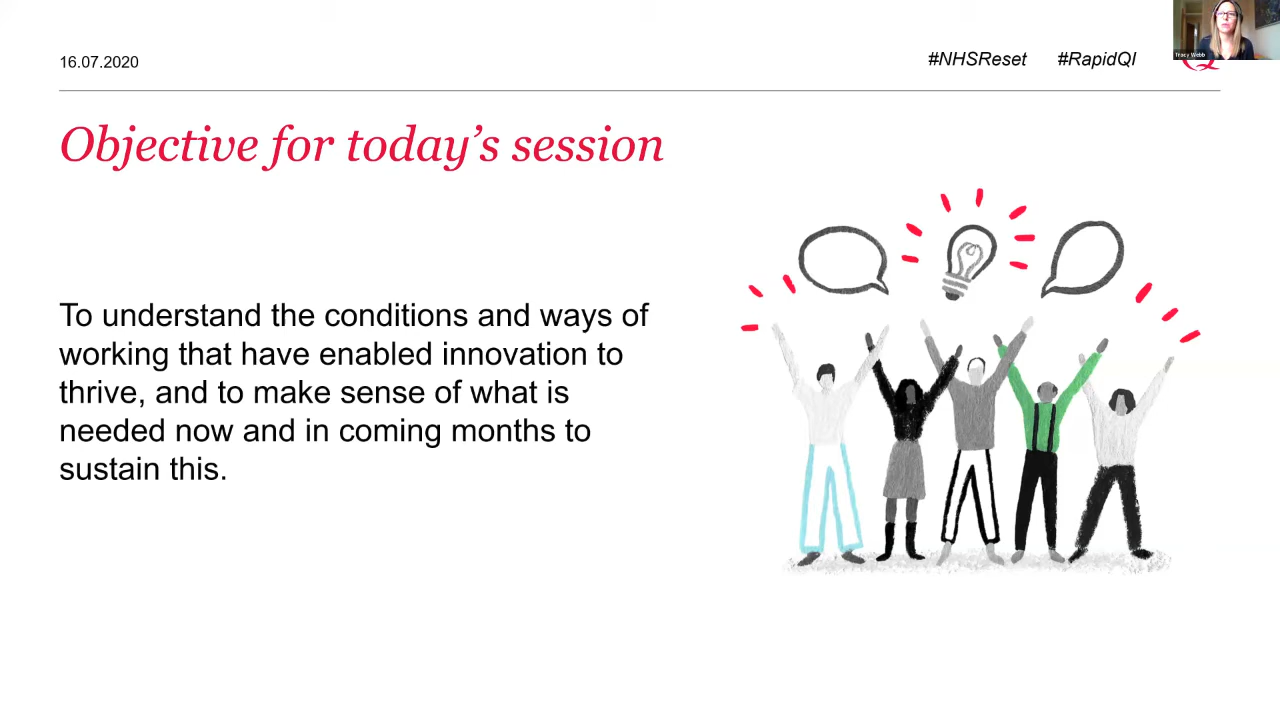 16.07.2020
#NHSReset #RapidQI
Tracy Webb
Objective for today’s session
To understand the conditions and ways of
working that have enabled innovation to
thrive, and to make sense of what is
needed now and in coming months to
sustain this.